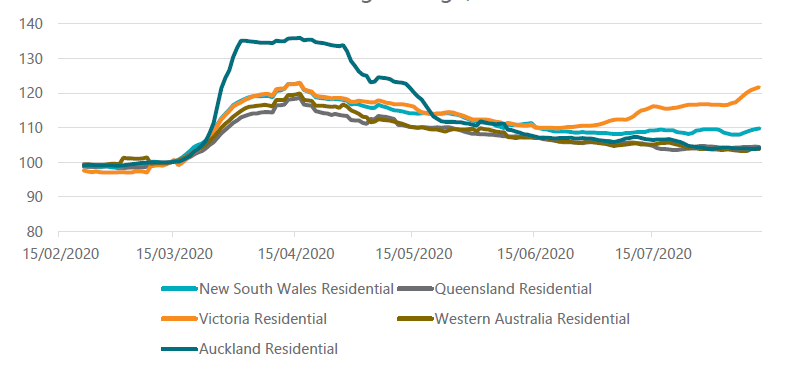 140
130
120
110
100
90
80
15/02/2020 15/03/2020 15/04/2020 15/05/2020 15/06/2020 15/07/2020
New South Wales Residential Queensland Residential
Victoria Residential Western Australia Residential
Auckland Residential